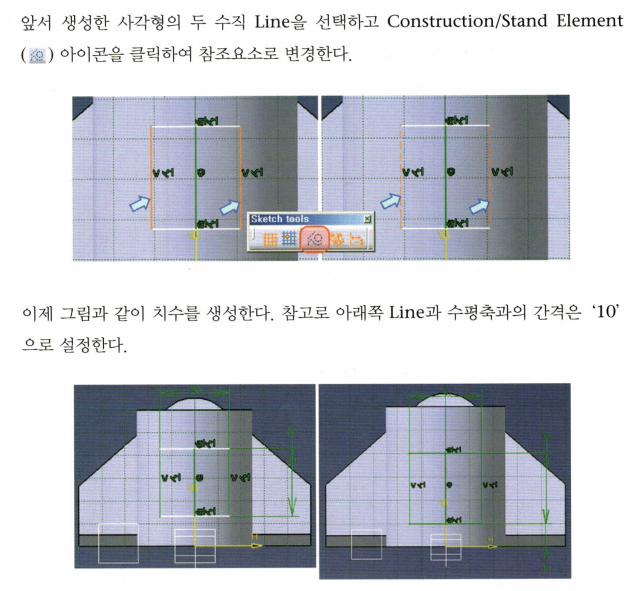 앞서 생성한 사각형의 두 수직 Line을 선택하고 Construction/Stand Element
( ) 아이콘을 클릭하여 참조요소로 변경한다.
Sketch tools
이제 그림과 같이 치수를 생성한다. 참고로 아래쪽 Line과 수평축과의 간격은 ‘10’
으로 설정한다.
V
V
V
V
V
V
V
V
H
H